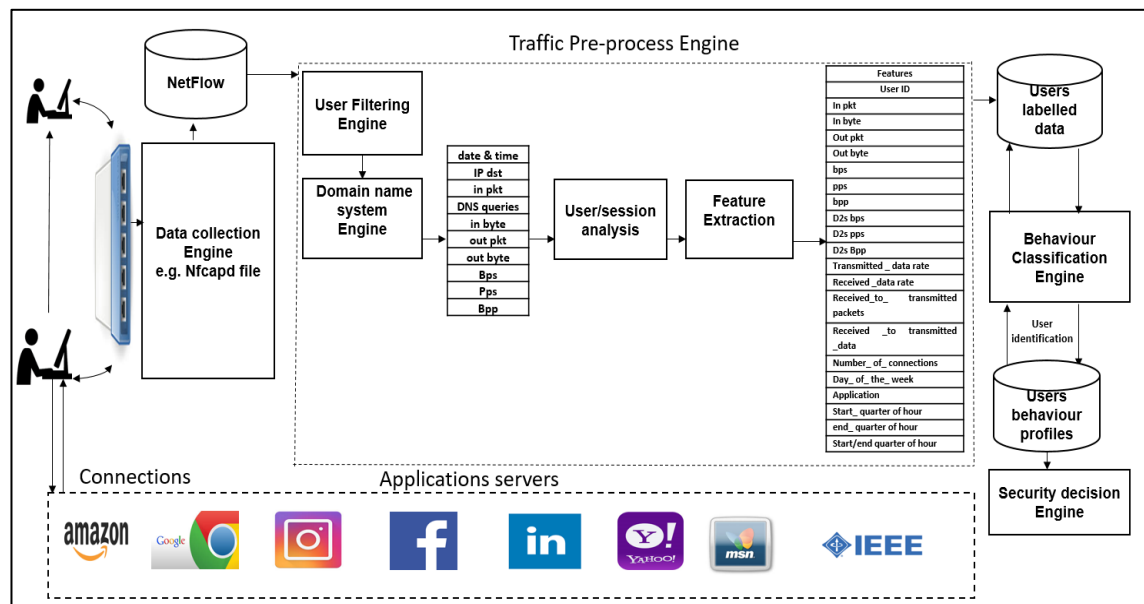 Traffic Pre-process Engine
NetFlow
Data collection
Engine
e.g. Nfcapd file
User Filtering
Engine
Domain name
system
Engine
date & time
IP dst
in pkt
DNS queries
in byte
out pkt
out byte
Bps
Pps
Bpp
User/session
analysis
Feature
Extraction
Features
User ID
In pkt
In byte
Out pkt
Out byte
bps
pps
bpp
D2s bps
D2s pps
D2s Bpp
Transmitted _ data rate
Received _data rate
Received_to_ transmitted
packets
Received _to transmitted
_data
Number_ of_ connections
Day_ of_ the_ week
Application
Start_ quarter of hour
end_ quarter of hour
Start/end quarter of hour
Users
labelled
data
Behaviour
Classification
Engine
User
identification
Users
behaviour
profiles
Security decision
Engine
Connections
Applications servers
amazon
Google
f
in
Y!
YAHOO!
msn
IEEE